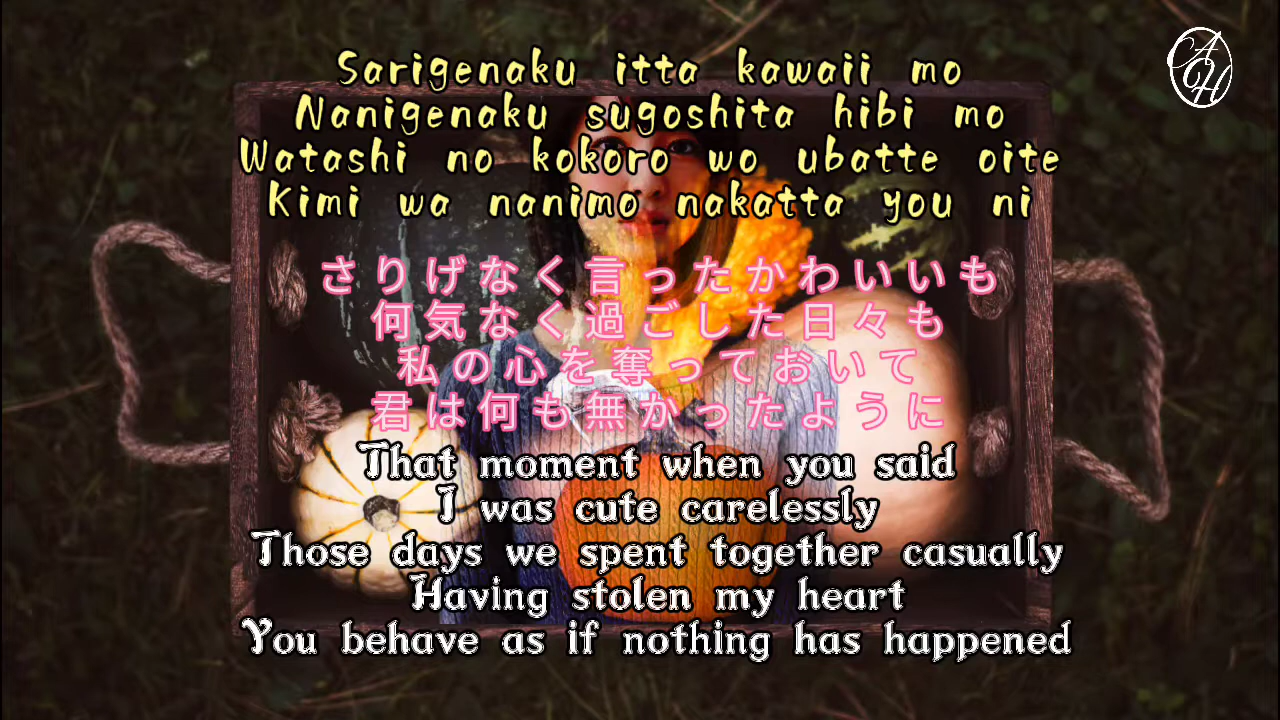 Sarigenaku itta kawaii mo
Nanigenaku sugoshita hibi mo
Watashi no kokoro wo ubatte oite
Kimi wa nanimo nakatta you ni
さりげなく言ったかわいいも
何気なく過ごした日々も
私の心を奪っておいて
君は何も無かったように
That moment when you said
I was cute carelessly
Those days we spent together casually
Having stolen my heart
You behave as if nothing has happened
ACH